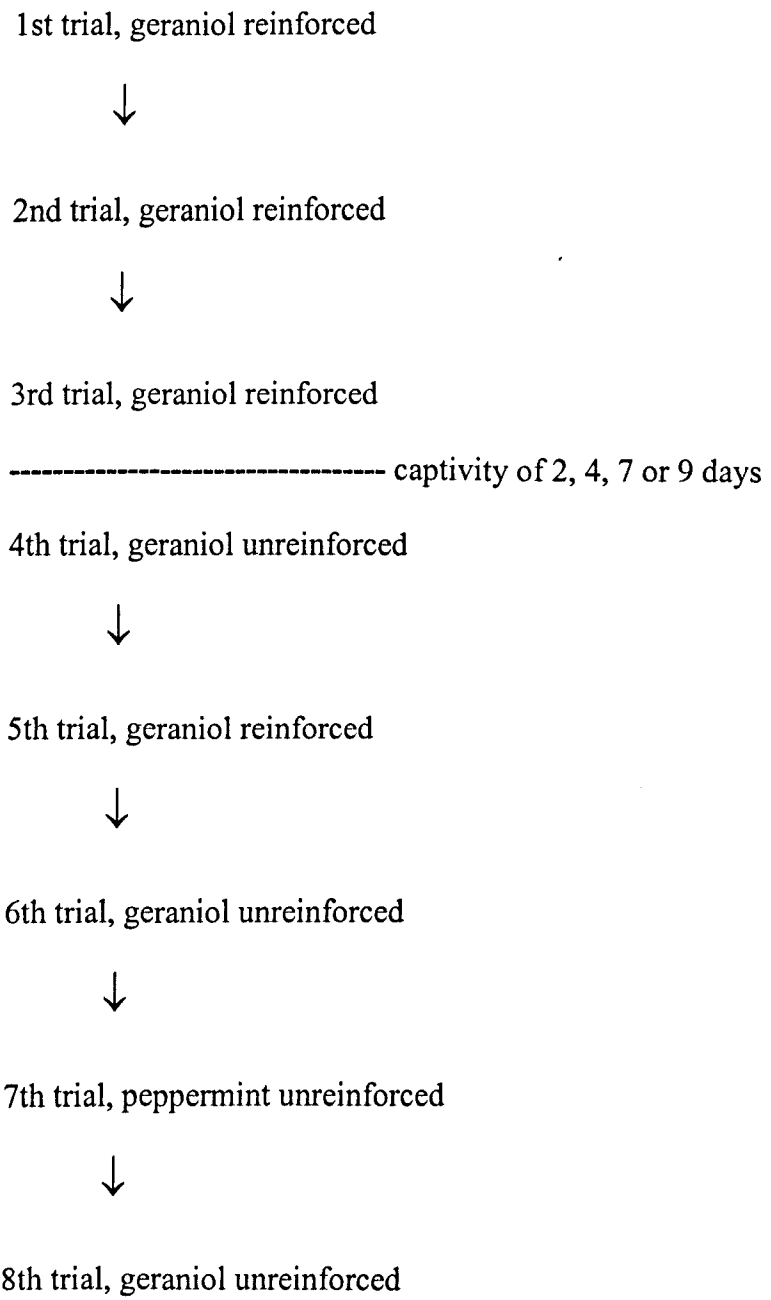 1st trial, geraniol reinforced
↓
2nd trial, geraniol reinforced
↓
3rd trial, geraniol reinforced
----------------------------------- captivity of 2, 4, 7 or 9 days
4th trial, geraniol unreinforced
↓
5th trial, geraniol reinforced
↓
6th trial, geraniol unreinforced
↓
7th trial, peppermint unreinforced
↓
8th trial, geraniol unreinforced